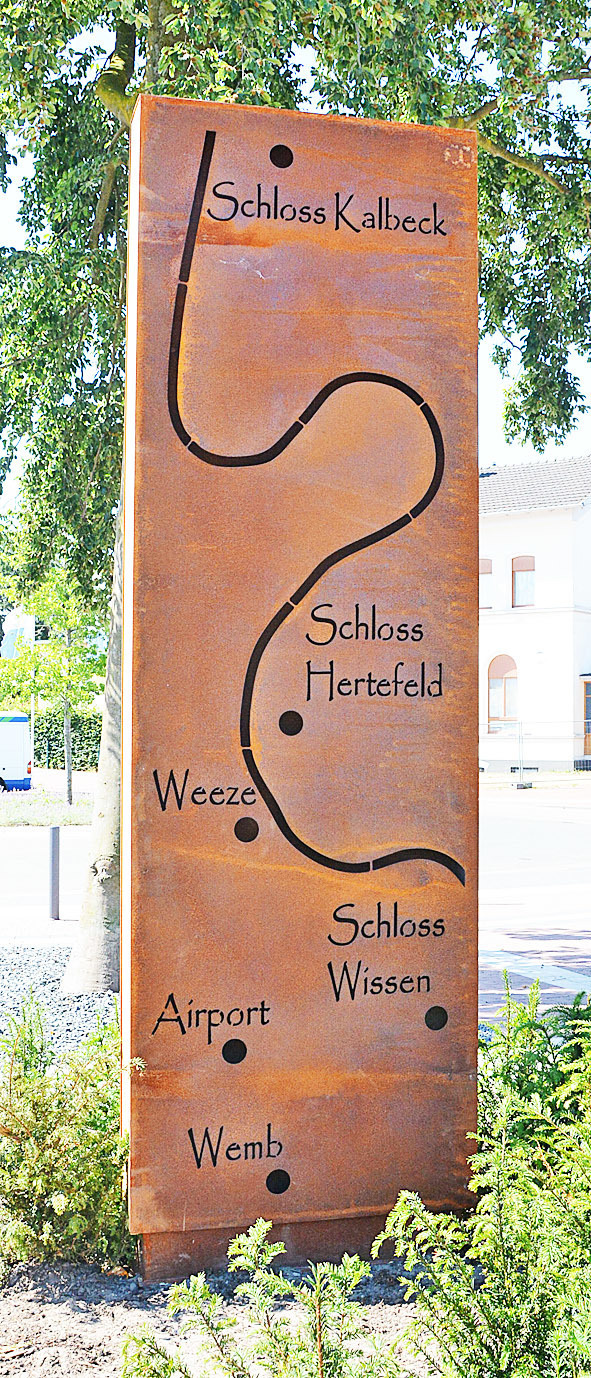 Schloss Kalbeck
Schloss
Hertefeld
Weeze
Schloss
Wissen
Airport
Wemb